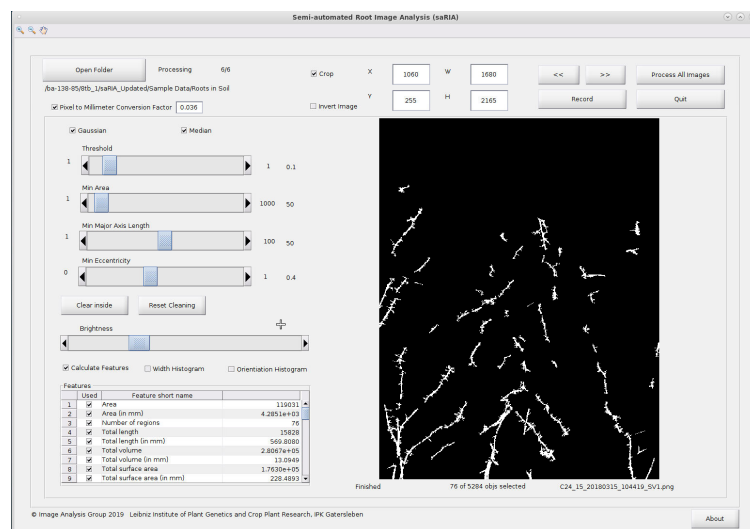 Semi-automated Root Image Analysis (saRIA)
Open Folder Processing 6/6
Crop X 1060 W 1680 << >> Process All Images
/ba-138-85/8tb_1/saRIA_Updated/Sample Data/Roots in Soil
Pixel to Millimeter Conversion Factor 0.036
Invert Image Y 255 H 2165 Record Quit
Gaussian Median
Threshold
1 1 0.1
Min Area
1 1000 50
Min Major Axis Length
1 100 50
Min Eccentricity
0 1 0.4
Clear inside Reset Cleaning
Brightness
Calculate Features Width Histogram Orientiation Histogram
Features
Used Feature short name
1 Area 119031
2 Area (in mm) 4.2851e+03
3 Number of regions 76
4 Total length 15828
5 Total length (in mm) 569.8080
6 Total volume 2.8067e+05
7 Total volume (in mm) 13.0949
8 Total surface area 1.7630e+05
9 Total surface area (in mm) 228.4893
Finished 76 of 5284 objs selected C24_15_20180315_104419_SV1.png
© Image Analysis Group 2019 Leibniz Institute of Plant Genetics and Crop Plant Research, IPK Gatersleben
About